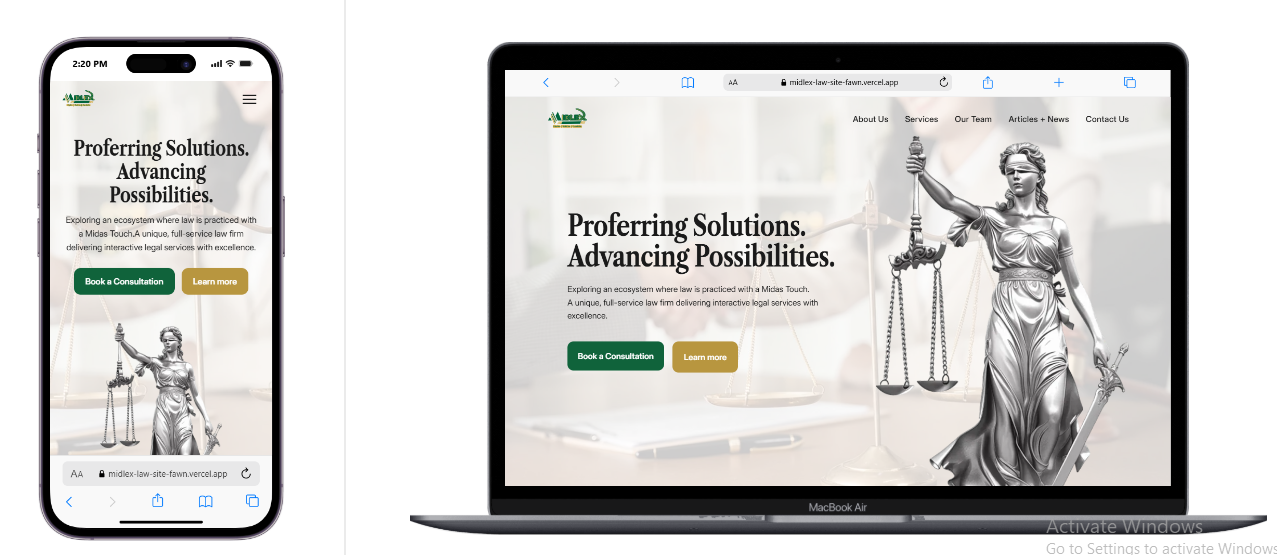 2:20 PM
MIDLEX
Proferring Solutions.
Advancing
Possibilities.
Exploring an ecosystem where law is practiced with
a Midas Touch.A unique, full-service law firm
delivering interactive legal services with excellence.
Book a Consultation
Learn more
AA
midlex-law-site-fawn.vercel.app
AA
midlex-law-site-fawn.vercel.app
MIDLEX
About Us
Services
Our Team
Articles + News
Contact Us
Proferring Solutions.
Advancing Possibilities.
Exploring an ecosystem where law is practiced with a Midas Touch.
A unique, full-service law firm delivering interactive legal services with
excellence.
Book a Consultation
Learn more
MacBook Air
Activate Windows
Go to Settings to activate Windows